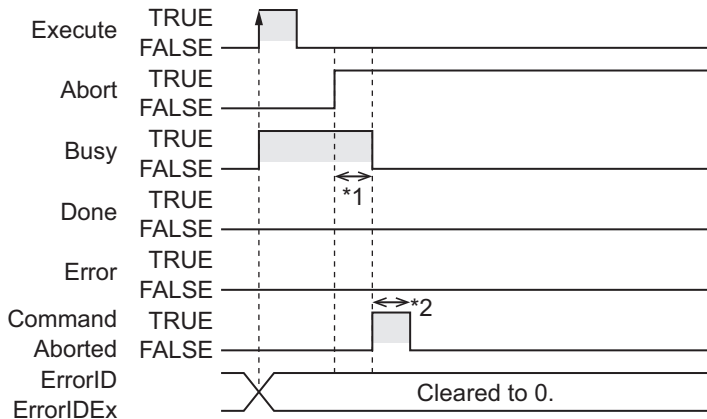 Execute TRUE
FALSE
Abort TRUE
FALSE
Busy TRUE
FALSE
*1
Done TRUE
FALSE
Error TRUE
FALSE
*2
Command TRUE
Aborted FALSE
ErrorID
Cleared to 0.
ErrorIDEx